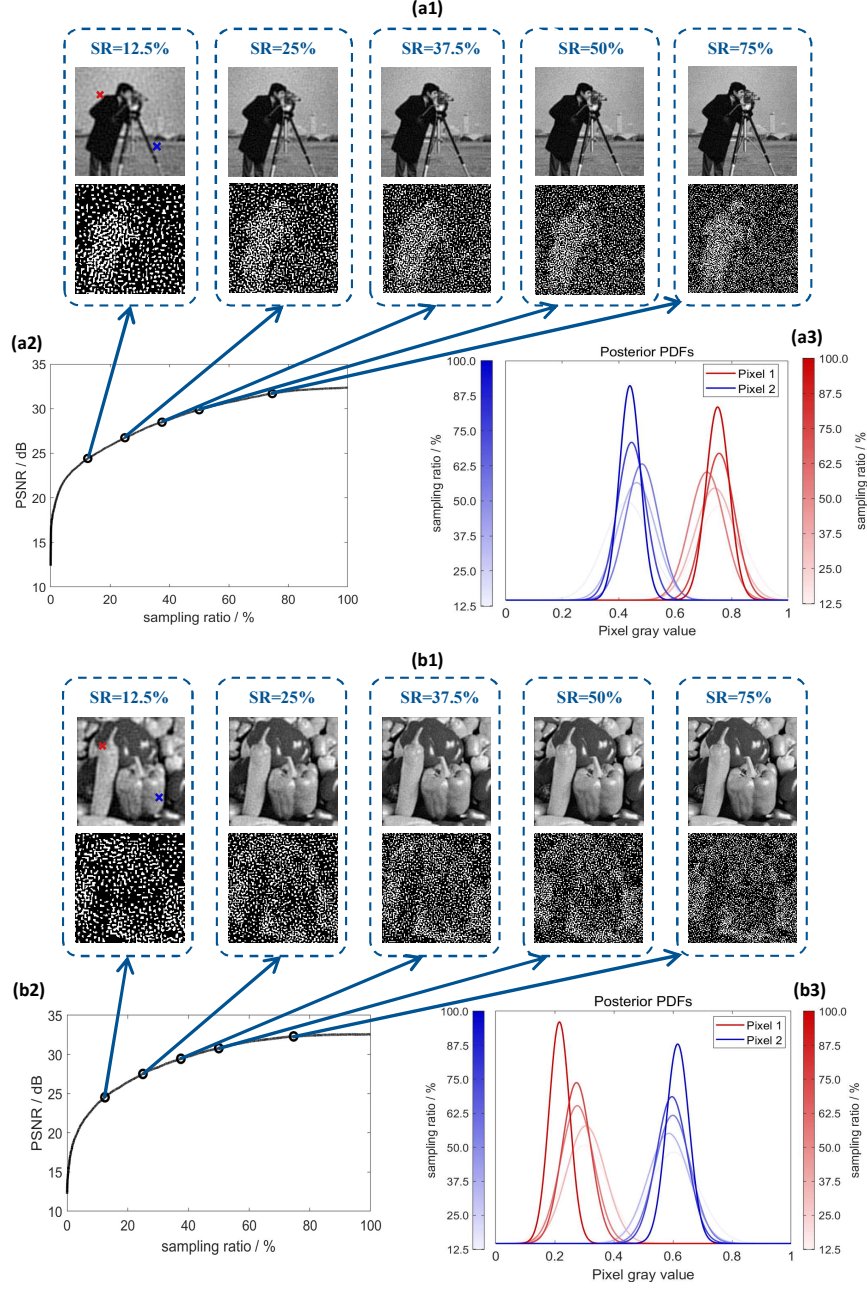 (a1)
SR=12.5% SR=25% SR=37.5% SR=50% SR=75%
(a2)
PSNR / dB
35
30
25
20
15
10
0 20 40 60 80 100
sampling ratio / %
(a3)
Posterior PDFs
Pixel 1
Pixel 2
100.0
87.5
75.0
62.5
50.0
37.5
25.0
12.5
sampling ratio / %
100.0
87.5
75.0
62.5
50.0
37.5
25.0
12.5
sampling ratio / %
0 0.2 0.4 0.6 0.8 1
Pixel gray value
(b1)
SR=12.5% SR=25% SR=37.5% SR=50% SR=75%
(b2)
PSNR / dB
35
30
25
20
15
10
0 20 40 60 80 100
sampling ratio / %
(b3)
Posterior PDFs
Pixel 1
Pixel 2
100.0
87.5
75.0
62.5
50.0
37.5
25.0
12.5
sampling ratio / %
100.0
87.5
75.0
62.5
50.0
37.5
25.0
12.5
sampling ratio / %
0 0.2 0.4 0.6 0.8 1
Pixel gray value